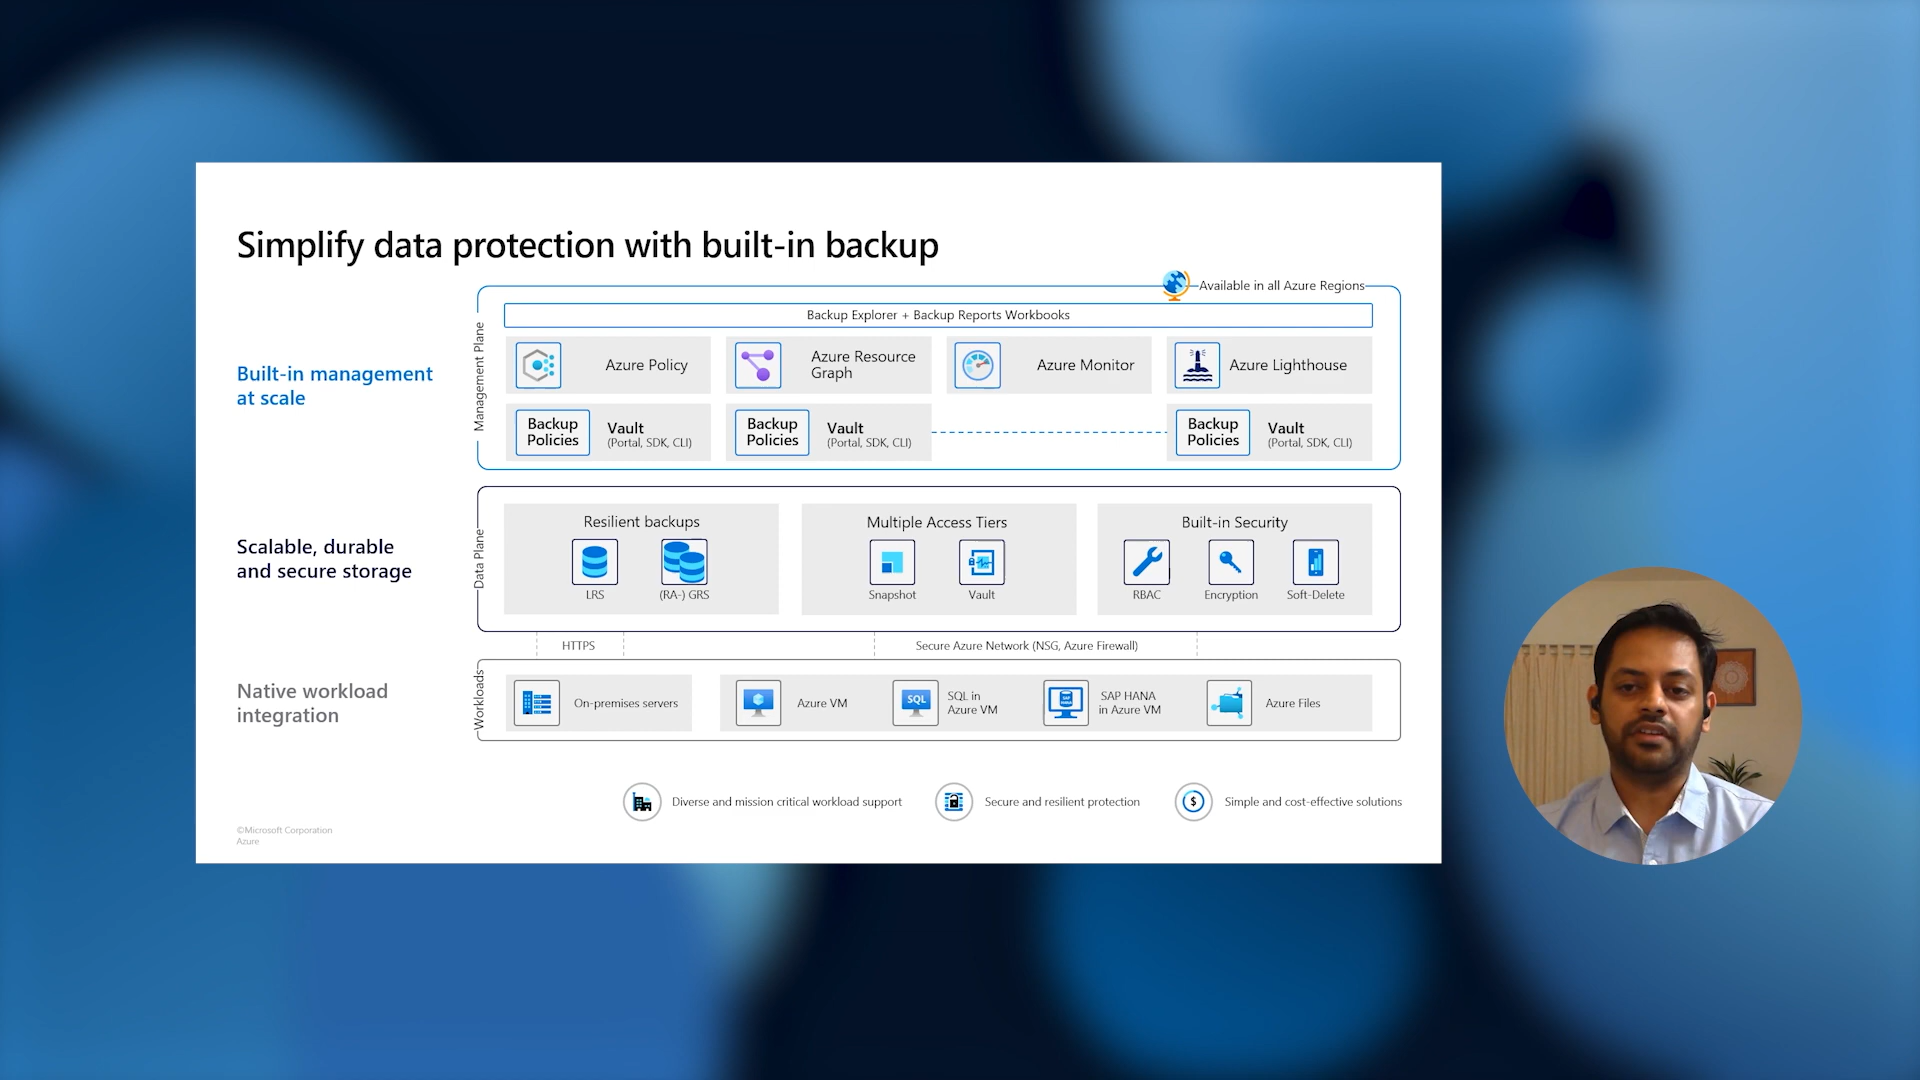 Simplify data protection with built-in backup
Available in all Azure Regions
Management Plane
Backup Explorer + Backup Reports Workbooks
Built-in management
at scale
Azure Policy
Azure Resource
Graph
Azure Monitor
Azure Lighthouse
Backup
Policies
Vault
(Portal, SDK, CLI)
Backup
Policies
Vault
(Portal, SDK, CLI)
Backup
Policies
Vault
(Portal, SDK, CLI)
Scalable, durable
and secure storage
Data Plane
Resilient backups
LRS
(RA-) GRS
Multiple Access Tiers
Snapshot
Vault
Built-in Security
RBAC
Encryption
Soft-Delete
HTTPS
Secure Azure Network (NSG, Azure Firewall)
Native workload
integration
Workloads
On-premises servers
Azure VM
SQL
SQL in
Azure VM
SAP
HANA
SAP HANA
in Azure VM
Azure Files
Diverse and mission critical workload support
Secure and resilient protection
$
Simple and cost-effective solutions
©Microsoft Corporation
Azure